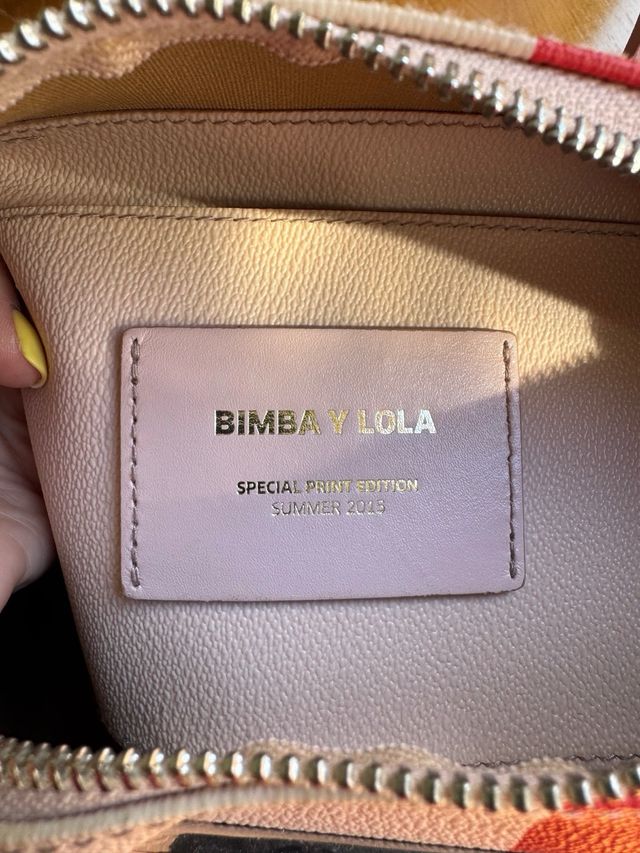 BIMBA Y LOLA
SPECIAL PRINT EDITION
SUMMER 2015